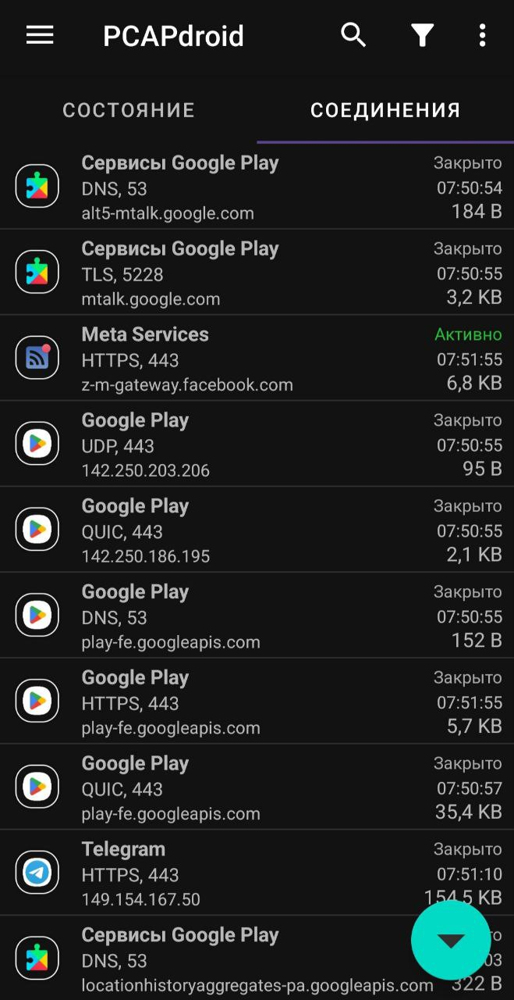 PCAPdroid
СОСТОЯНИЕ
СОЕДИНЕНИЯ
Сервисы Google Play
Закрыто
DNS, 53
07:50:54
alt5-mtalk.google.com
184 B
Сервисы Google Play
Закрыто
TLS, 5228
07:50:55
mtalk.google.com
3,2 KB
Meta Services
Активно
HTTPS, 443
07:51:55
z-m-gateway.facebook.com
6,8 KB
Google Play
Закрыто
UDP, 443
07:50:55
142.250.203.206
95 B
Google Play
Закрыто
QUIC, 443
07:50:55
142.250.186.195
2,1 KB
Google Play
Закрыто
DNS, 53
07:50:55
play-fe.googleapis.com
152 B
Google Play
Закрыто
HTTPS, 443
07:51:55
play-fe.googleapis.com
5,7 KB
Google Play
Закрыто
QUIC, 443
07:50:57
play-fe.googleapis.com
35,4 KB
Telegram
Закрыто
HTTPS, 443
07:51:10
149.154.167.50
154,5 KB
Сервисы Google Play
DNS, 53
locationhistoryaggregates-pa.googleapis.com
322 B